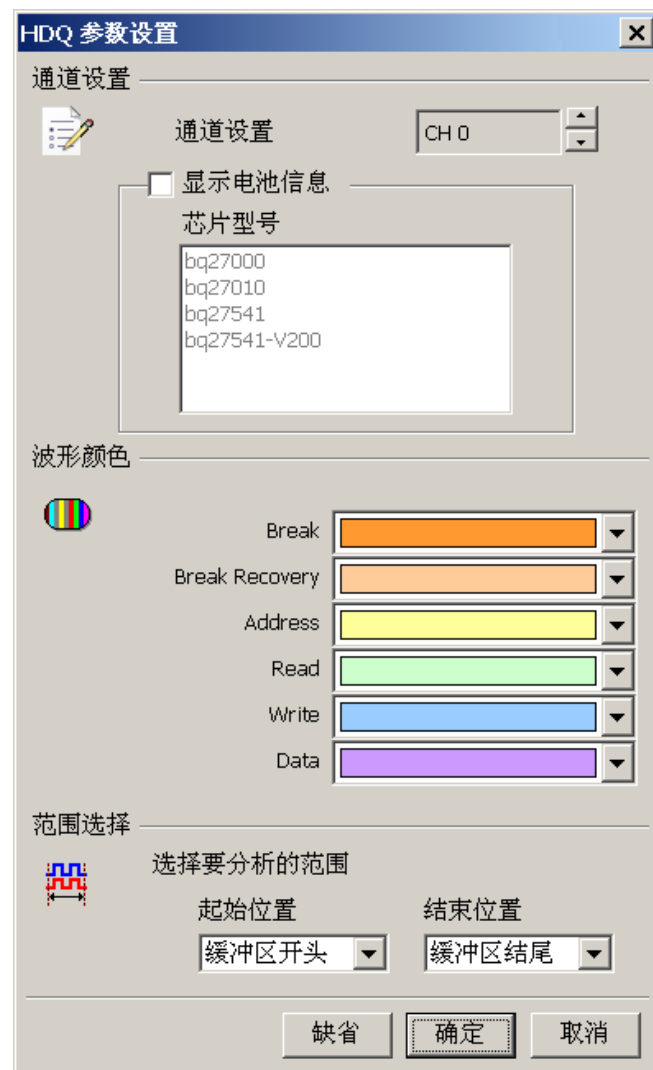 HDQ 参数设置
通道设置
通道设置 CH 0
显示电池信息
芯片型号
bq27000
bq27010
bq27541
bq27541-V200
波形颜色
Break
Break Recovery
Address
Read
Write
Data
范围选择
选择要分析的范围
起始位置 结束位置
缓冲区开头 缓冲区结尾
缺省 确定 取消